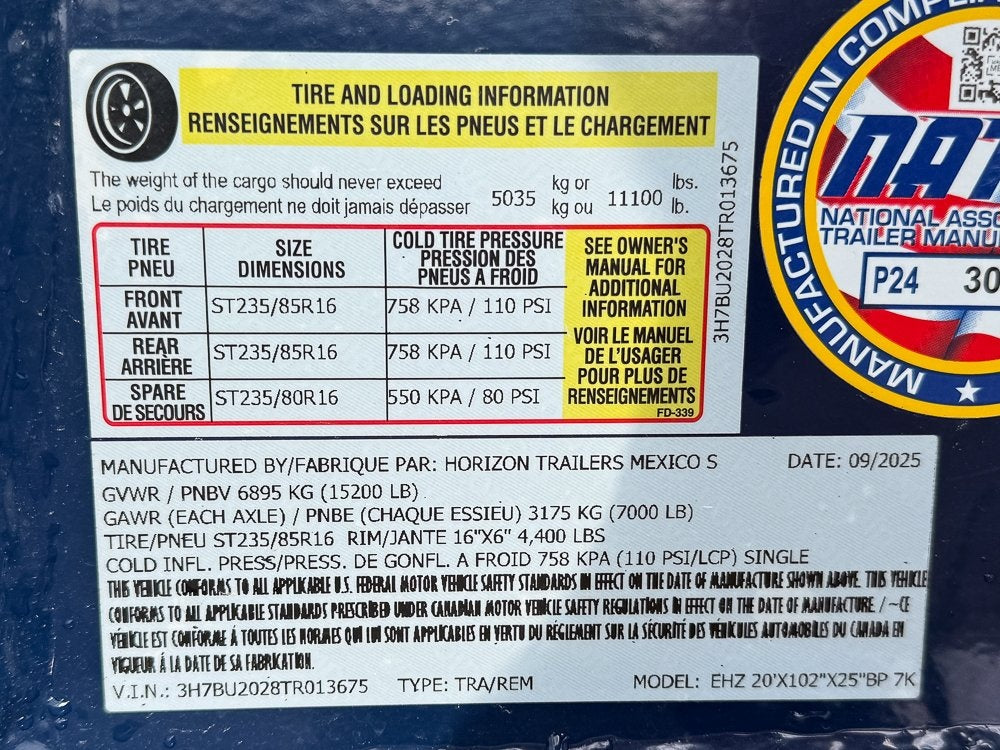 TIRE AND LOADING INFORMATION
RENSEIGNEMENTS SUR LES PNEUS ET LE CHARGEMENT
The weight of the cargo should never exceed 5035 kg or 11100 lbs.
Le poids du chargement ne doit jamais dépasser kg ou lb.
TIRE
PNEU
SIZE
DIMENSIONS
COLD TIRE PRESSURE
PRESSION DES
PNEUS A FROID
FRONT
AVANT
ST235/85R16
758 KPA / 110 PSI
REAR
ARRIÈRE
ST235/85R16
758 KPA / 110 PSI
SPARE
DE SECOURS
ST235/80R16
550 KPA / 80 PSI
SEE OWNER'S
MANUAL FOR
ADDITIONAL
INFORMATION
VOIR LE MANUEL
DE L'USAGER
POUR PLUS DE
RENSEIGNEMENTS
FD-339
3H7BU2028TR013675
MANUFACTURED BY/FABRIQUE PAR: HORIZON TRAILERS MEXICO S DATE: 09/2025
GVWR / PNBV 6895 KG (15200 LB)
GAWR (EACH AXLE) / PNBE (CHAQUE ESSIEU) 3175 KG (7000 LB)
TIRE/PNEU ST235/85R16 RIM/JANTE 16"X6" 4,400 LBS
COLD INFL. PRESS/PRESS. DE GONFL. A FROID 758 KPA (110 PSI/LCP) SINGLE
THIS VEHICLE CONFORMS TO ALL APPLICABLE U.S. FEDERAL MOTOR VEHICLE SAFETY STANDARDS IN EFFECT ON THE DATE OF MANUFACTURE SHOWN ABOVE. THIS VEHICLE
CONFORMS TO ALL APPLICABLE STANDARDS PRESCRIBED UNDER CANADIAN MOTOR VEHICLE SAFETY REGULATIONS IN EFFECT ON THE DATE OF MANUFACTURE. / ~CE
VÉHICLE EST CONFORME Á TOUTES LES NORMES QUI LUI SONT APPLICABLES EN VERTU DU RÉGLEMENT SUR LA SÉCURITÉ DES VÉHICULES AUTOMOBILES DU CANADA EN
VIGUEUR Á LA DATE DE SA FABRICATION.
V.I.N.: 3H7BU2028TR013675 TYPE: TRA/REM MODEL: EHZ 20'X102"X25"BP 7K
MANUFACTURED IN COMPLIA
NAT
NATIONAL ASSO
TRAILER MANU
P24 30
MANU